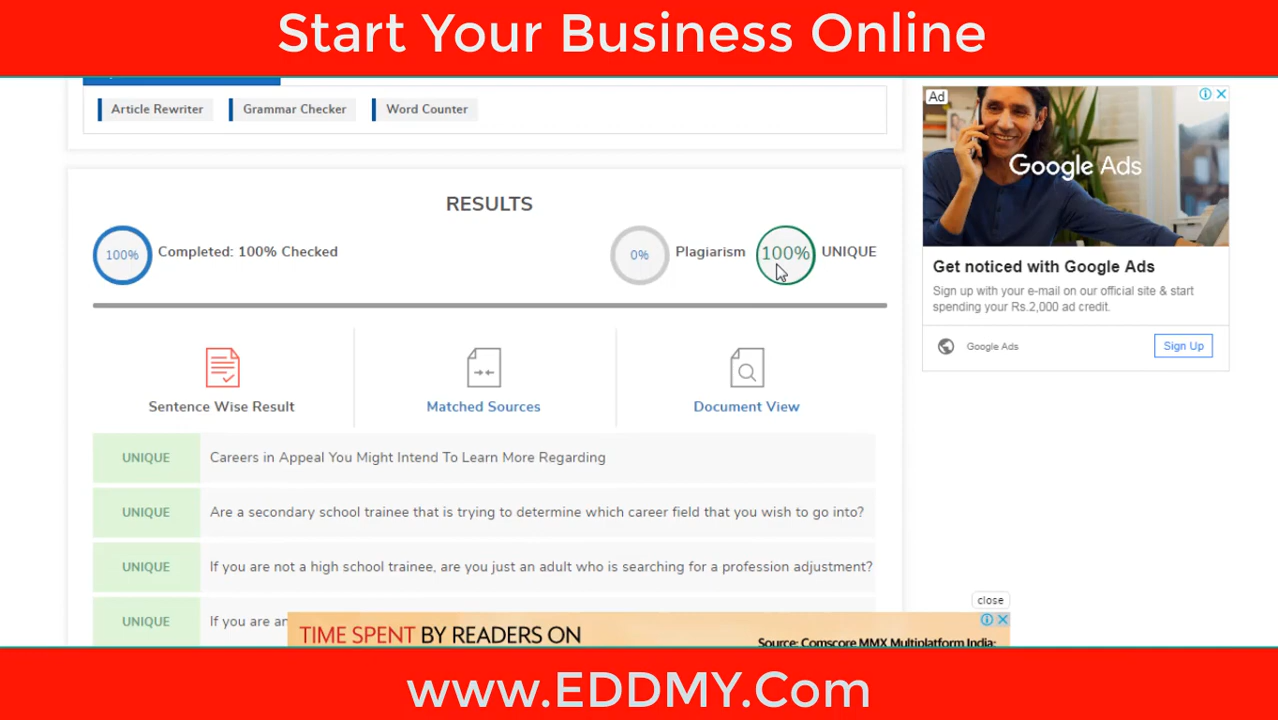 Start Your Business Online
Article Rewriter
Grammar Checker
Word Counter
Ad
Google Ads
RESULTS
100%
Completed: 100% Checked
0%
Plagiarism
100%
UNIQUE
Get noticed with Google Ads
Sign up with your e-mail on our official site & start
spending your Rs.2,000 ad credit.
Google Ads
Sign Up
Sentence Wise Result
Matched Sources
Document View
UNIQUE
Careers in Appeal You Might Intend To Learn More Regarding
UNIQUE
Are a secondary school trainee that is trying to determine which career field that you wish to go into?
UNIQUE
If you are not a high school trainee, are you just an adult who is searching for a profession adjustment?
close
UNIQUE
If you are an
TIME SPENT BY READERS ON
Source: Comscore MMX Multiplatform India:
www.EDDMY.Com